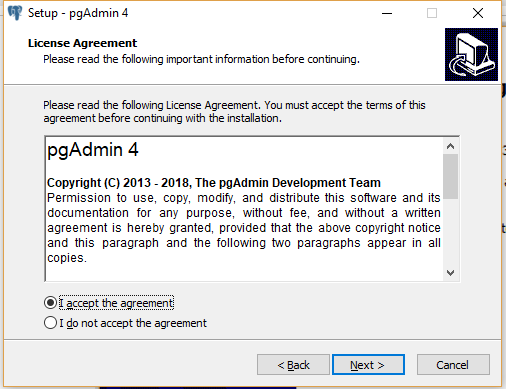 Setup - pgAdmin 4
License Agreement
Please read the following important information before continuing.
Please read the following License Agreement. You must accept the terms of this
agreement before continuing with the installation.
pgAdmin 4
Copyright (C) 2013 - 2018, The pgAdmin Development Team
Permission to use, copy, modify, and distribute this software and its
documentation for any purpose, without fee, and without a written
agreement is hereby granted, provided that the above copyright notice
and this paragraph and the following two paragraphs appear in all
copies.
I accept the agreement
I do not accept the agreement
< Back
Next >
Cancel